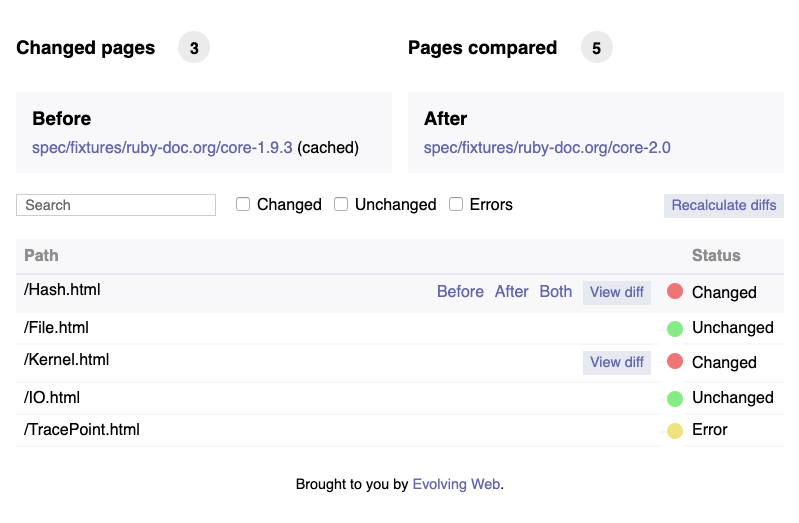 Changed pages 3 Pages compared 5
Before
spec/fixtures/ruby-doc.org/core-1.9.3 (cached)
After
spec/fixtures/ruby-doc.org/core-2.0
Search Changed Unchanged Errors Recalculate diffs
Path Status
/Hash.html Before After Both View diff Changed
/File.html Unchanged
/Kernel.html View diff Changed
/IO.html Unchanged
/TracePoint.html Error
Brought to you by Evolving Web.